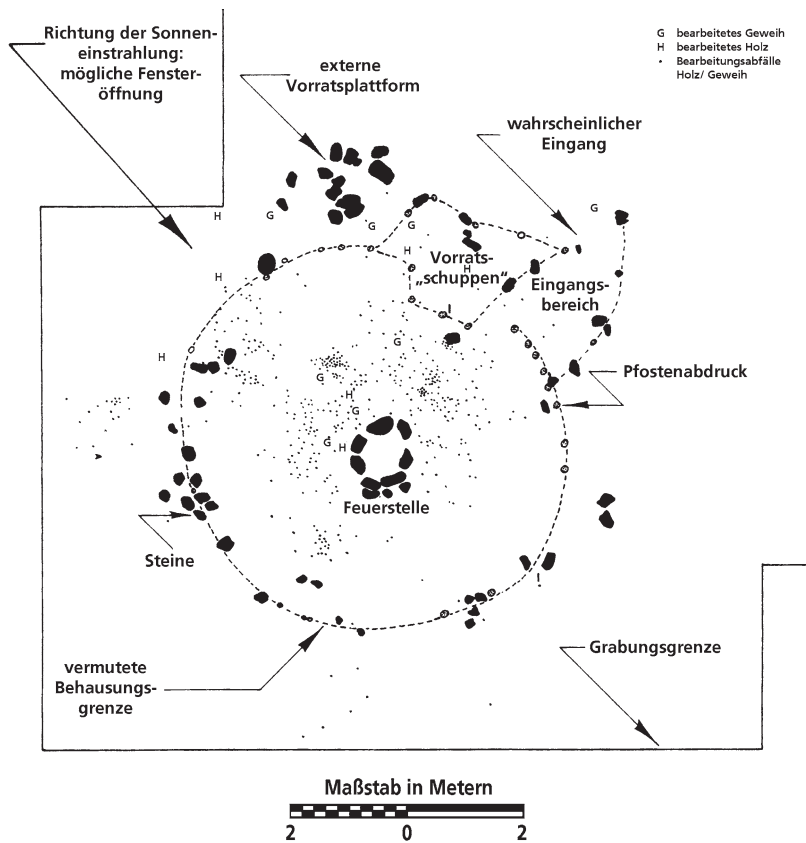 Richtung der Sonnen-
einstrahlung:
mögliche Fenster-
öffnung
externe
Vorratsplattform
G bearbeitetes Geweih
H bearbeitetes Holz
• Bearbeitungsabfälle
Holz/ Geweih
wahrscheinlicher
Eingang
H
G
G
G
G
H
Vorrats-
„schuppen“
H
Eingangs-
bereich
H
G
H
G
H
G
G
H
Pfostenabdruck
Feuerstelle
Steine
vermutete
Behausungs-
grenze
Grabungsgrenze
Maßstab in Metern
2 0 2